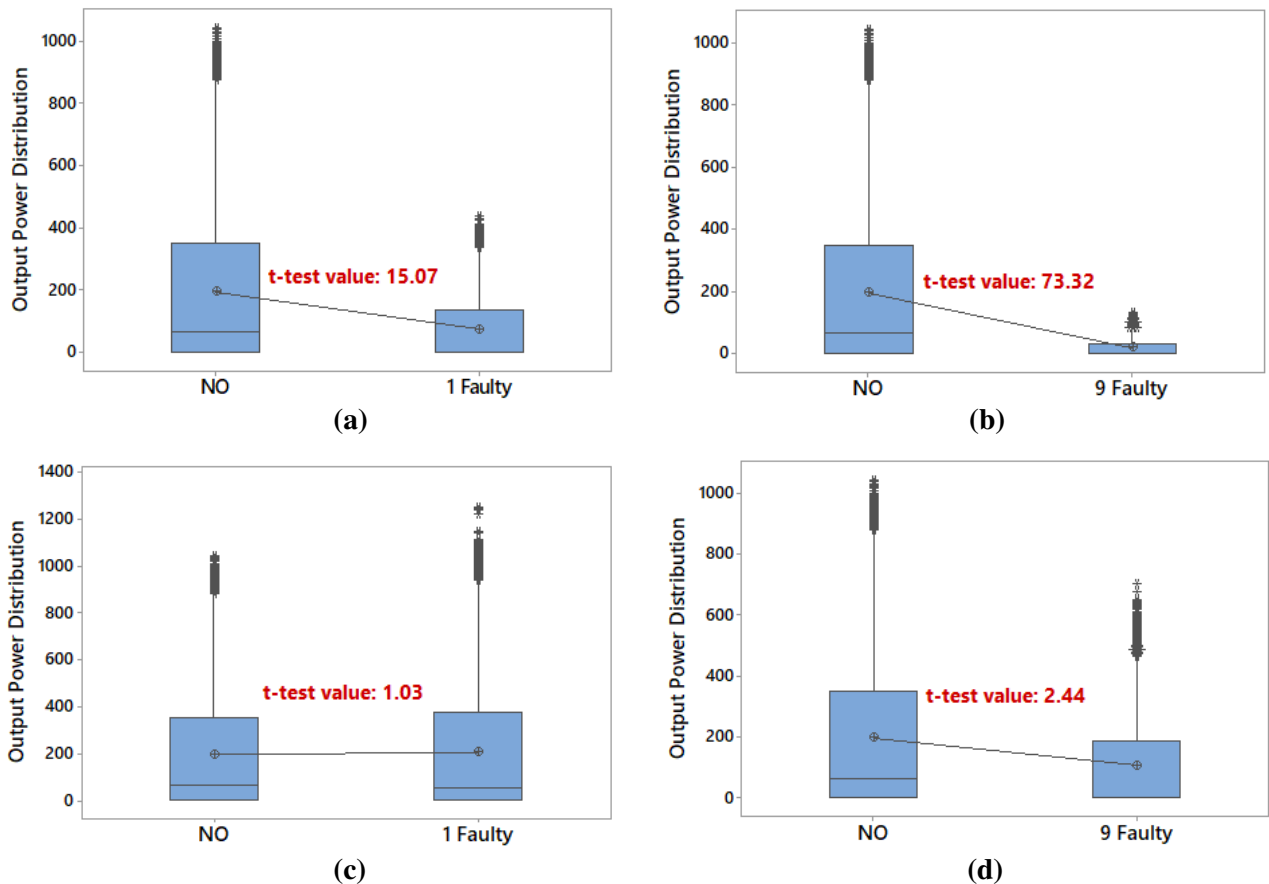 1000
800
600
400
200
0
Output Power Distribution
t-test value: 15.07
NO
1 Faulty
(a)
1000
800
600
400
200
0
Output Power Distribution
t-test value: 73.32
NO
9 Faulty
(b)
1400
1200
1000
800
600
400
200
0
Output Power Distribution
t-test value: 1.03
NO
1 Faulty
(c)
1000
800
600
400
200
0
Output Power Distribution
t-test value: 2.44
NO
9 Faulty
(d)